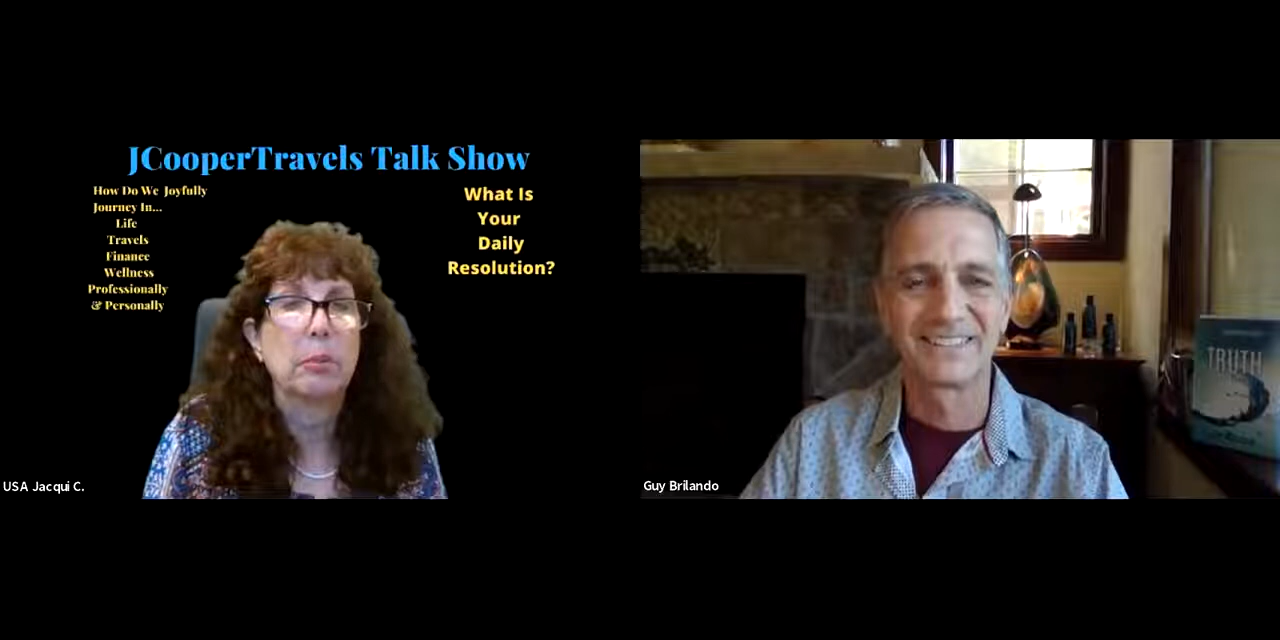 JCooperTravels Talk Show
How Do We Joyfully
Journey In...
Life
Travels
Finance
Wellness
Professionally
& Personally
What Is
Your
Daily
Resolution?
USA Jacqui C.
Guy Brilando
TRUTH